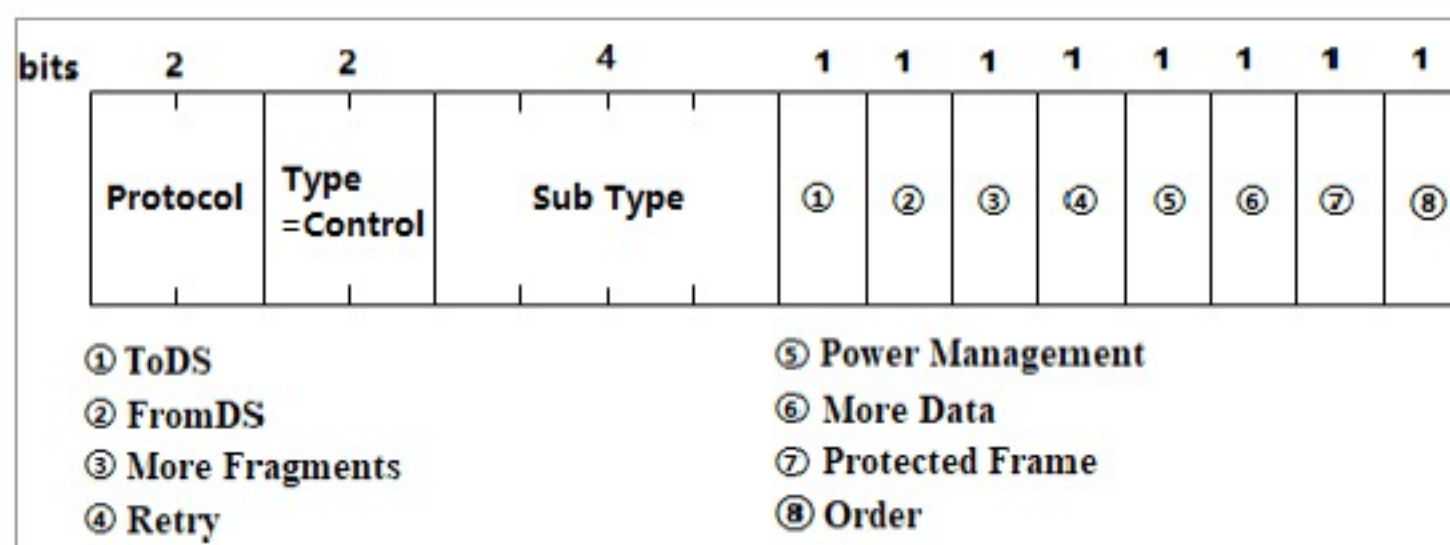 bits 2 2 4 1 1 1 1 1 1 1 1
Protocol Type =Control Sub Type ① ② ③ ④ ⑤ ⑥ ⑦ ⑧
① ToDS
② FromDS
③ More Fragments
④ Retry
⑤ Power Management
⑥ More Data
⑦ Protected Frame
⑧ Order